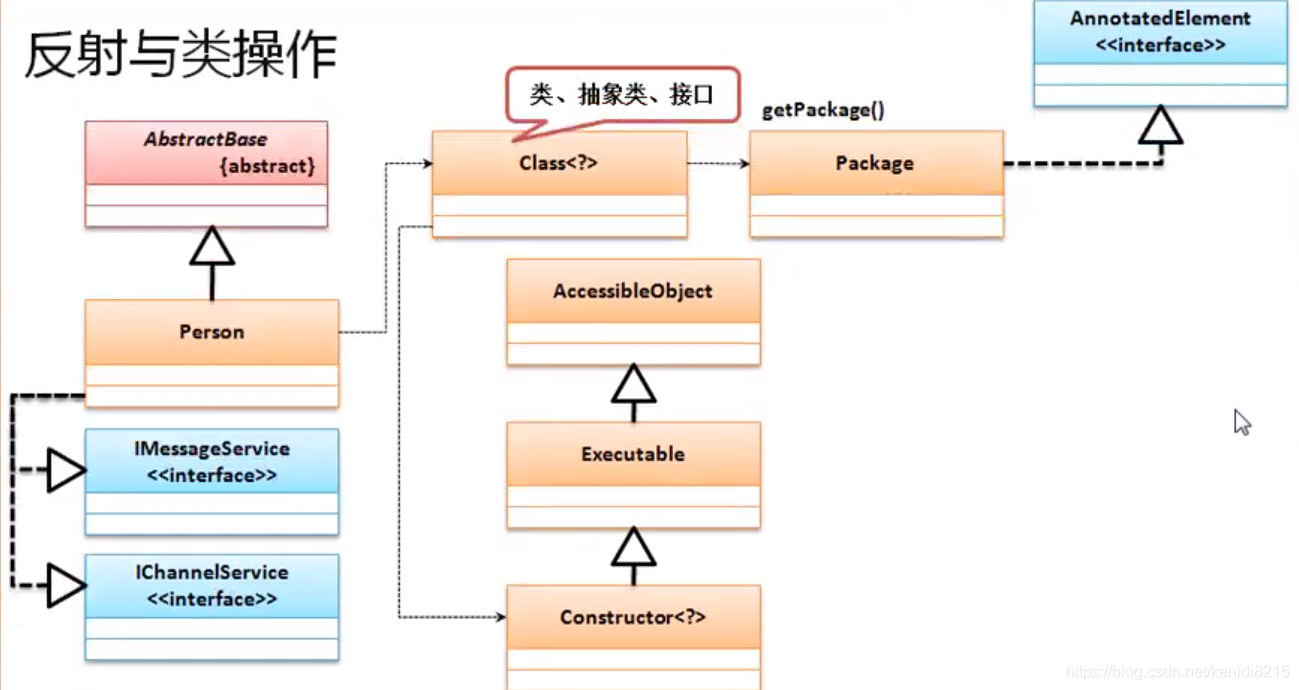 反射与类操作
AnnotatedElement
<<interface>>
类、抽象类、接口
getPackage()
AbstractBase
{abstract}
Class<?>
Package
AccessibleObject
Person
IMessageService
<<interface>>
Executable
IChannelService
<<interface>>
Constructor<?>
https://blog.csdn.net/kenidi8215